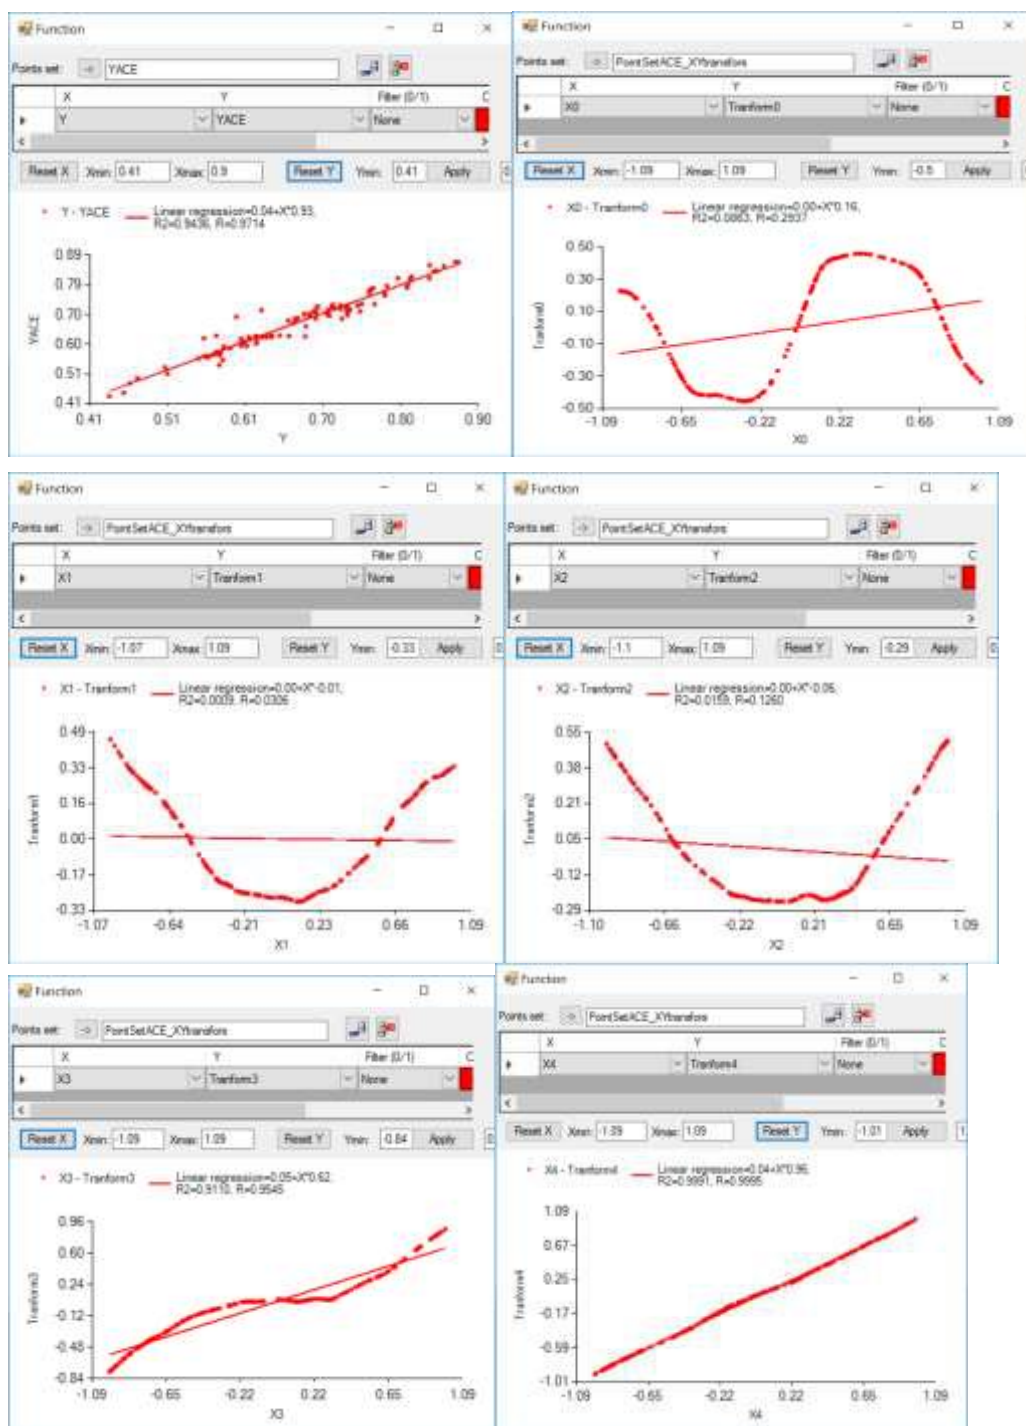 Function
Points set: -> YACE
X Y Filter (0/1) C
Y YACE None
Reset X Xmin: 0.41 Xmax: 0.9 Reset Y Ymin: 0.41 Apply
Y - YACE Linear regression=0.04+X*0.93,
R2=0.9436, R=0.9714
0.89
0.79
0.70
0.60
0.51
0.41
YACE
0.41 0.51 0.61 0.70 0.80 0.90
Y
Function
Points set: -> PointSetACE_XYtransfors
X Y Filter (0/1) C
X0 Tranform0 None
Reset X Xmin: -1.09 Xmax: 1.09 Reset Y Ymin: -0.5 Apply
X0 - Tranform0 Linear regression=0.00+X*0.16,
R2=0.0863, R=0.2937
0.50
0.30
0.10
-0.10
-0.30
-0.50
Tranform0
-1.09 -0.65 -0.22 0.22 0.65 1.09
X0
Function
Points set: -> PointSetACE_XYtransfors
X Y Filter (0/1) C
X1 Tranform1 None
Reset X Xmin: -1.07 Xmax: 1.09 Reset Y Ymin: -0.33 Apply
X1 - Tranform1 Linear regression=0.00+X*-0.01,
R2=0.0009, R=0.0306
0.49
0.33
0.16
0.00
-0.17
-0.33
Tranform1
-1.07 -0.64 -0.21 0.23 0.66 1.09
X1
Function
Points set: -> PointSetACE_XYtransfors
X Y Filter (0/1) C
X2 Tranform2 None
Reset X Xmin: -1.1 Xmax: 1.09 Reset Y Ymin: -0.29 Apply
X2 - Tranform2 Linear regression=0.00+X*-0.06,
R2=0.0159, R=0.1260
0.55
0.38
0.21
0.05
-0.12
-0.29
Tranform2
-1.10 -0.66 -0.22 0.21 0.65 1.09
X2
Function
Points set: -> PointSetACE_XYtransfors
X Y Filter (0/1) C
X3 Tranform3 None
Reset X Xmin: -1.09 Xmax: 1.09 Reset Y Ymin: -0.84 Apply
X3 - Tranform3 Linear regression=0.05+X*0.62,
R2=0.9110, R=0.9545
0.96
0.60
0.24
-0.12
-0.48
-0.84
Tranform3
-1.09 -0.65 -0.22 0.22 0.65 1.09
X3
Function
Points set: -> PointSetACE_XYtransfors
X Y Filter (0/1) C
X4 Tranform4 None
Reset X Xmin: -1.09 Xmax: 1.09 Reset Y Ymin: -1.01 Apply
X4 - Tranform4 Linear regression=0.04+X*0.96,
R2=0.9991, R=0.9995
1.09
0.67
0.25
-0.17
-0.59
-1.01
Tranform4
-1.09 -0.65 -0.22 0.22 0.65 1.09
X4